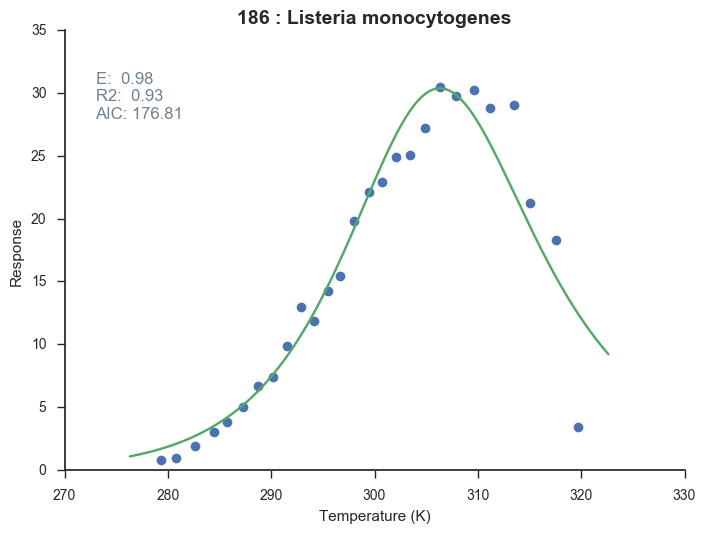 186 : Listeria monocytogenes
35
30
25
20
15
10
5
0
E:  0.98
R2:  0.93
AIC: 176.81
Response
270 280 290 300 310 320 330
Temperature (K)